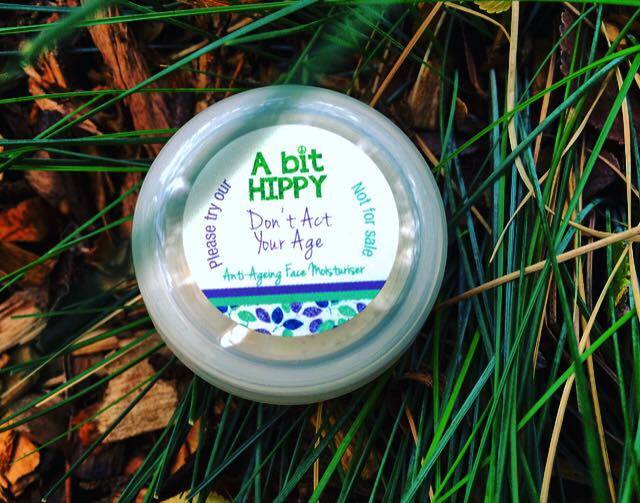 A bit
HIPPY
Please try our
Not for sale
Don't Act
Your Age
Anti-Ageing Face Moisturiser